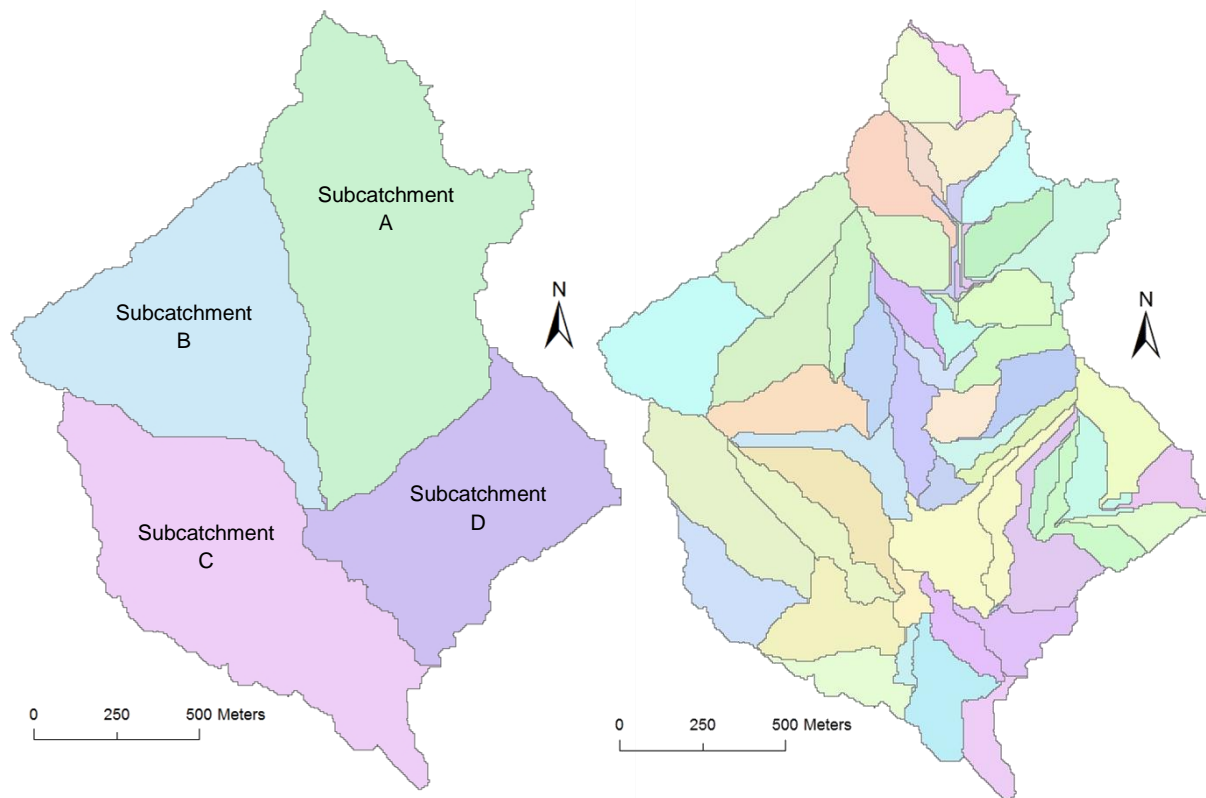 Subcatchment
A
Subcatchment
B
N
N
Subcatchment
D
Subcatchment
C
0 250 500 Meters
0 250 500 Meters